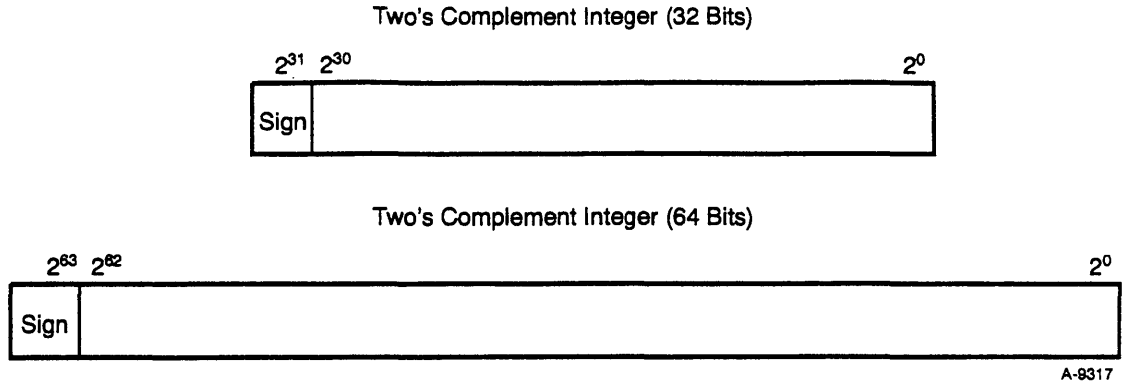 Two's Complement Integer (32 Bits)
2³¹ 2³⁰ 2⁰
Sign
Two's Complement Integer (64 Bits)
2⁶³ 2⁶² 2⁰
Sign
A-9317